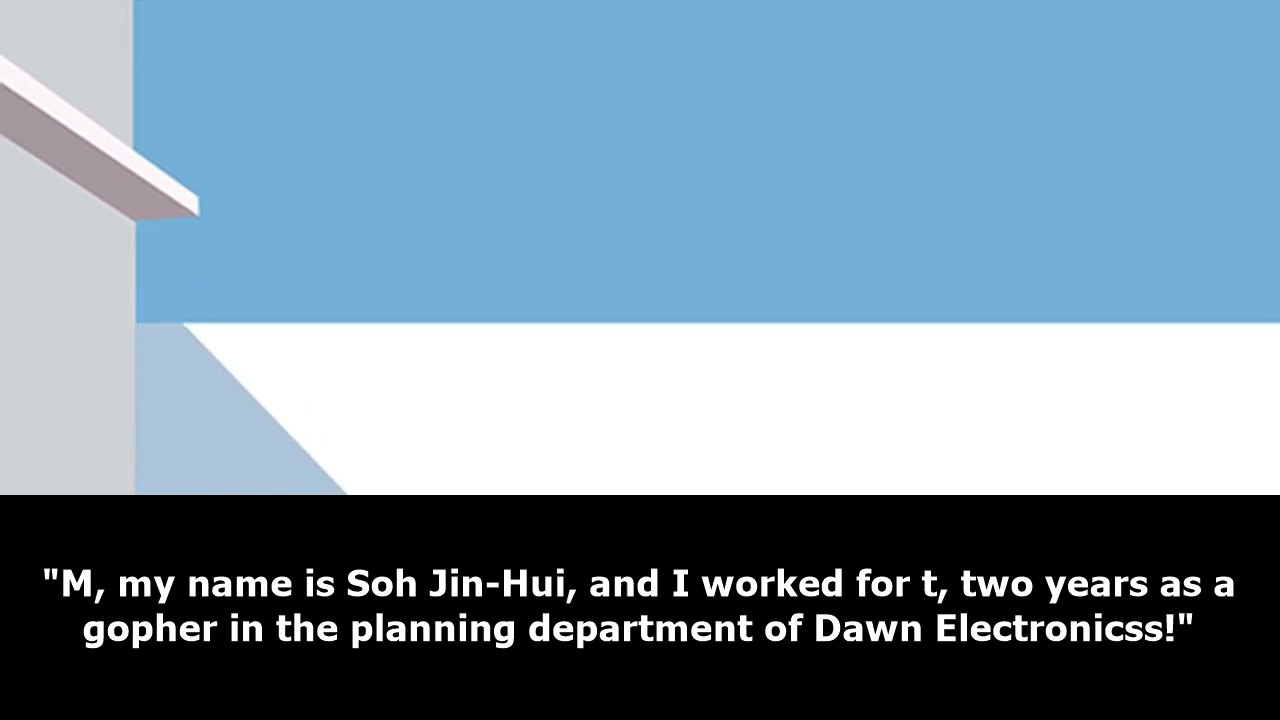 "M, my name is Soh Jin-Hui, and I worked for t, two years as a
gopher in the planning department of Dawn Electronicss!"